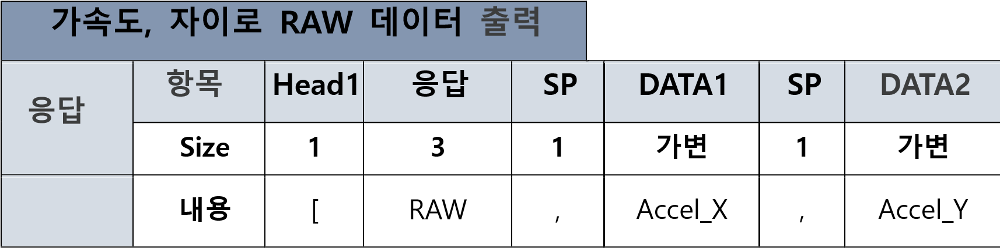 가속도, 자이로 RAW 데이터 출력
응답 항목 Head1 응답 SP DATA1 SP DATA2
Size 1 3 1 가변 1 가변
내용 [ RAW , Accel_X , Accel_Y